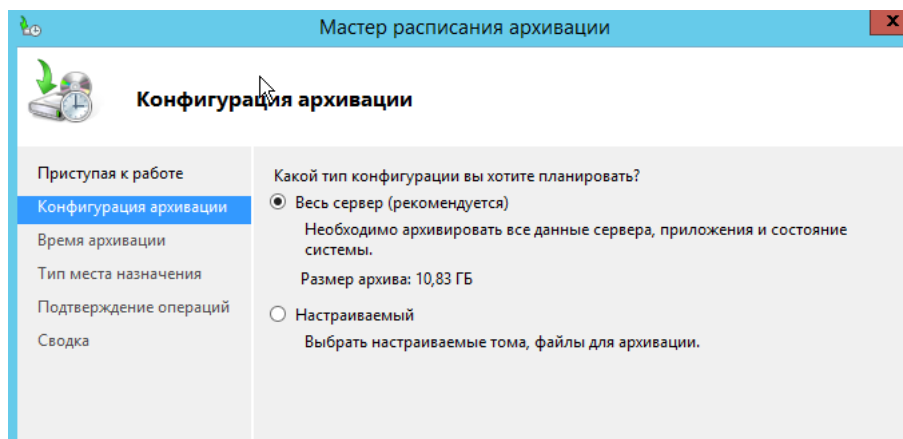 Мастер расписания архивации
x
Конфигурация архивации
Приступая к работе
Конфигурация архивации
Время архивации
Тип места назначения
Подтверждение операций
Сводка
Какой тип конфигурации вы хотите планировать?
Весь сервер (рекомендуется)
Необходимо архивировать все данные сервера, приложения и состояние
системы.
Размер архива: 10,83 ГБ
Настраиваемый
Выбрать настраиваемые тома, файлы для архивации.